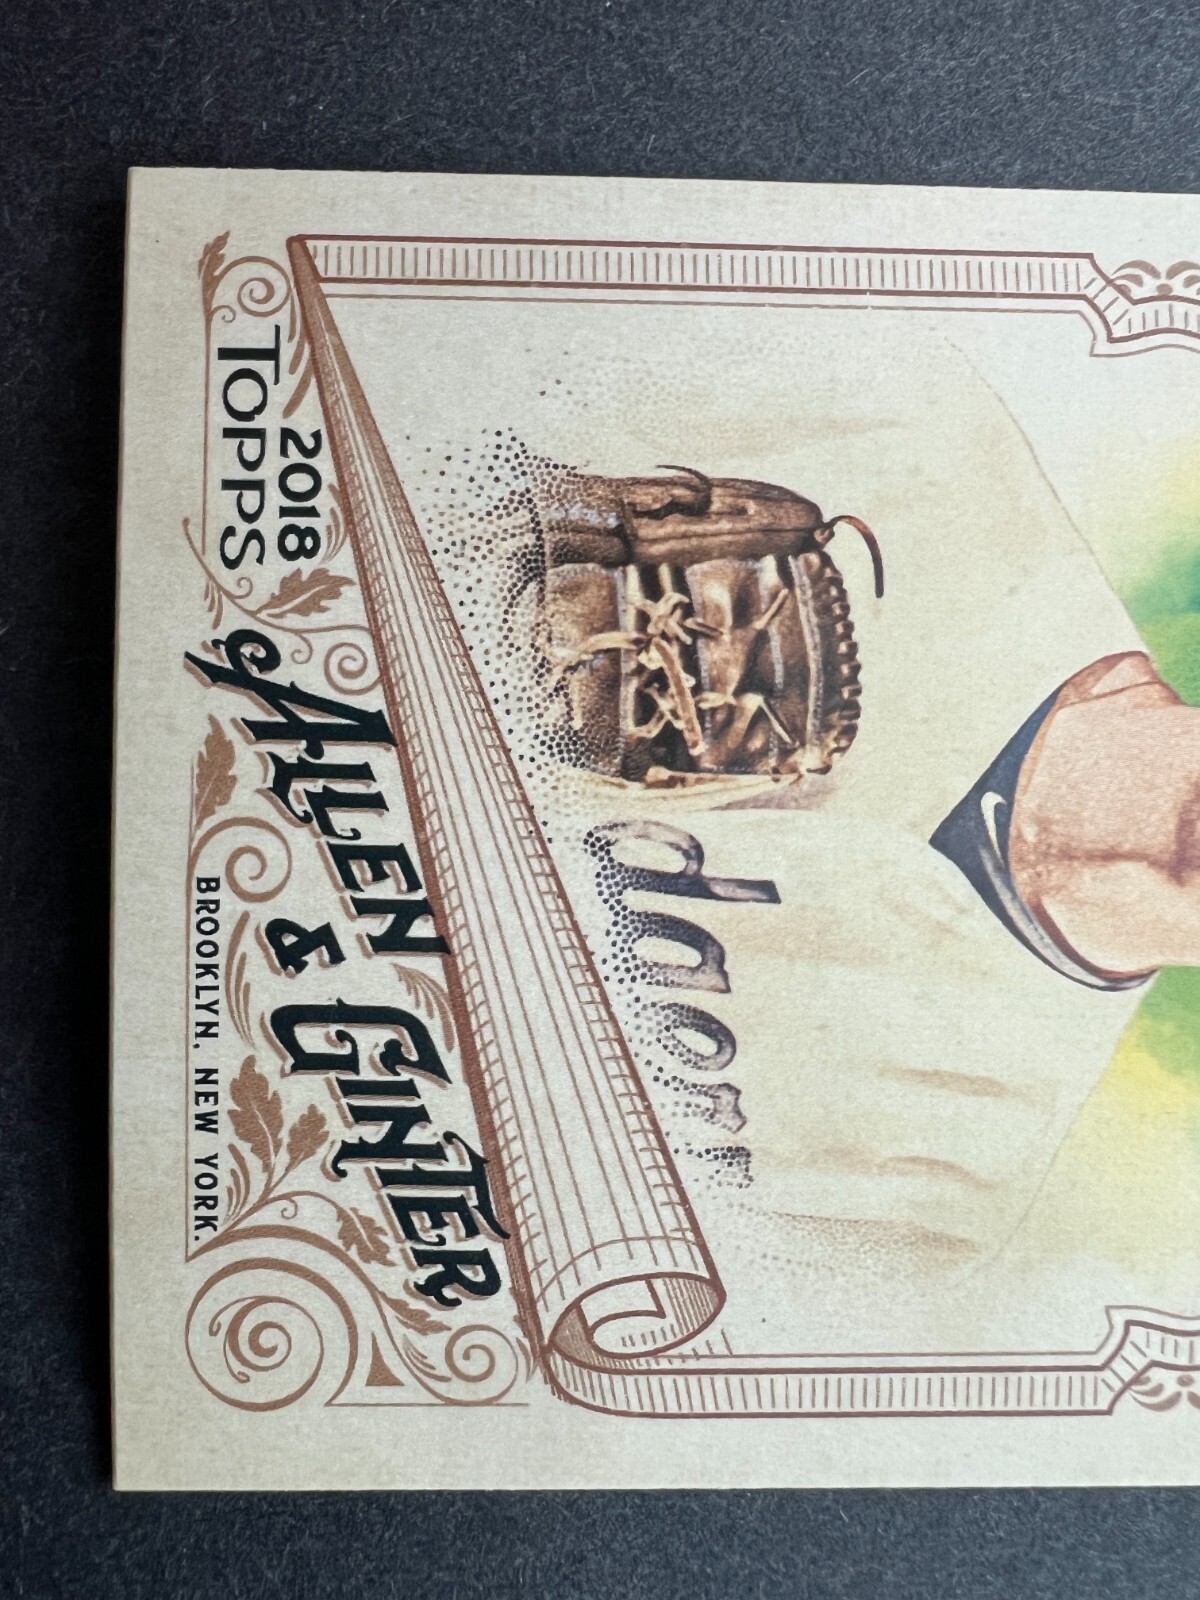 2018
TOPPS
ALLEN
& GINTER
BROOKLYN, NEW YORK.